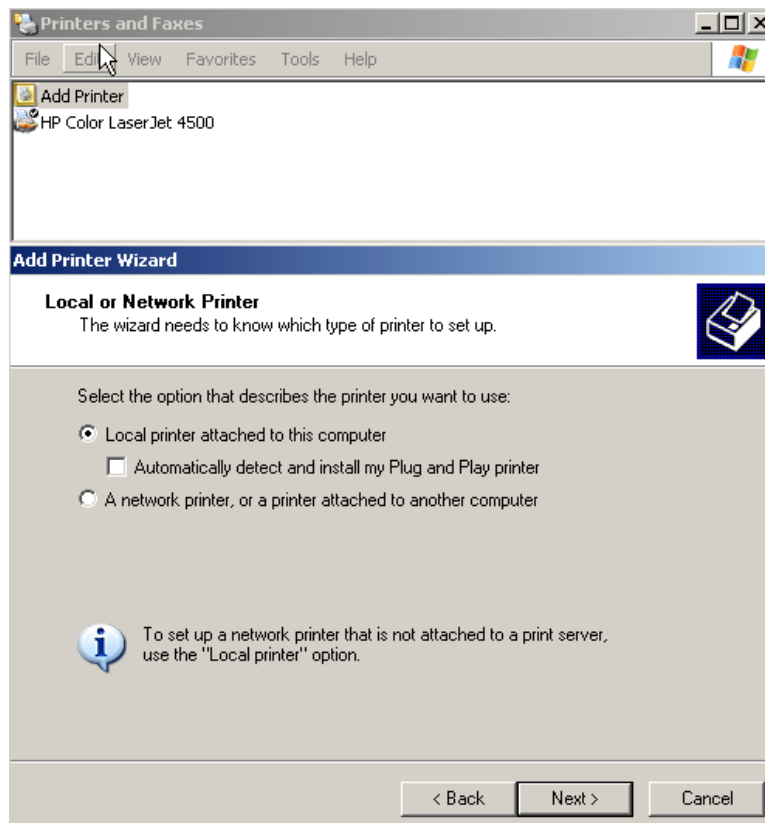 Printers and Faxes
File Edit View Favorites Tools Help
Add Printer
HP Color LaserJet 4500
Add Printer Wizard
Local or Network Printer
The wizard needs to know which type of printer to set up.
Select the option that describes the printer you want to use:
Local printer attached to this computer
Automatically detect and install my Plug and Play printer
A network printer, or a printer attached to another computer
To set up a network printer that is not attached to a print server,
use the "Local printer" option.
< Back Next > Cancel